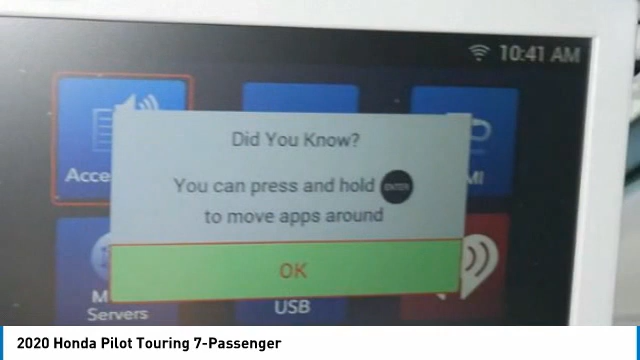 10:41 AM
Did You Know?
You can press and hold ENTER
to move apps around
OK
Servers
USB
2020 Honda Pilot Touring 7-Passenger